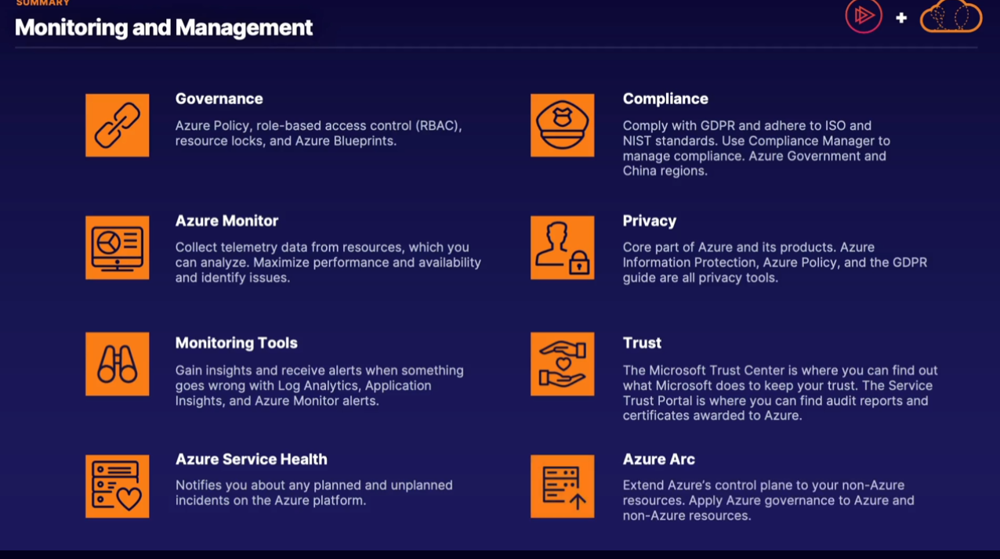 SUMMARY
Monitoring and Management
Governance
Azure Policy, role-based access control (RBAC),
resource locks, and Azure Blueprints.
Azure Monitor
Collect telemetry data from resources, which you
can analyze. Maximize performance and availability
and identify issues.
Monitoring Tools
Gain insights and receive alerts when something
goes wrong with Log Analytics, Application
Insights, and Azure Monitor alerts.
Azure Service Health
Notifies you about any planned and unplanned
incidents on the Azure platform.
Compliance
Comply with GDPR and adhere to ISO and
NIST standards. Use Compliance Manager to
manage compliance. Azure Government and
China regions.
Privacy
Core part of Azure and its products. Azure
Information Protection, Azure Policy, and the GDPR
guide are all privacy tools.
Trust
The Microsoft Trust Center is where you can find out
what Microsoft does to keep your trust. The Service
Trust Portal is where you can find audit reports and
certificates awarded to Azure.
Azure Arc
Extend Azure’s control plane to your non-Azure
resources. Apply Azure governance to Azure and
non-Azure resources.